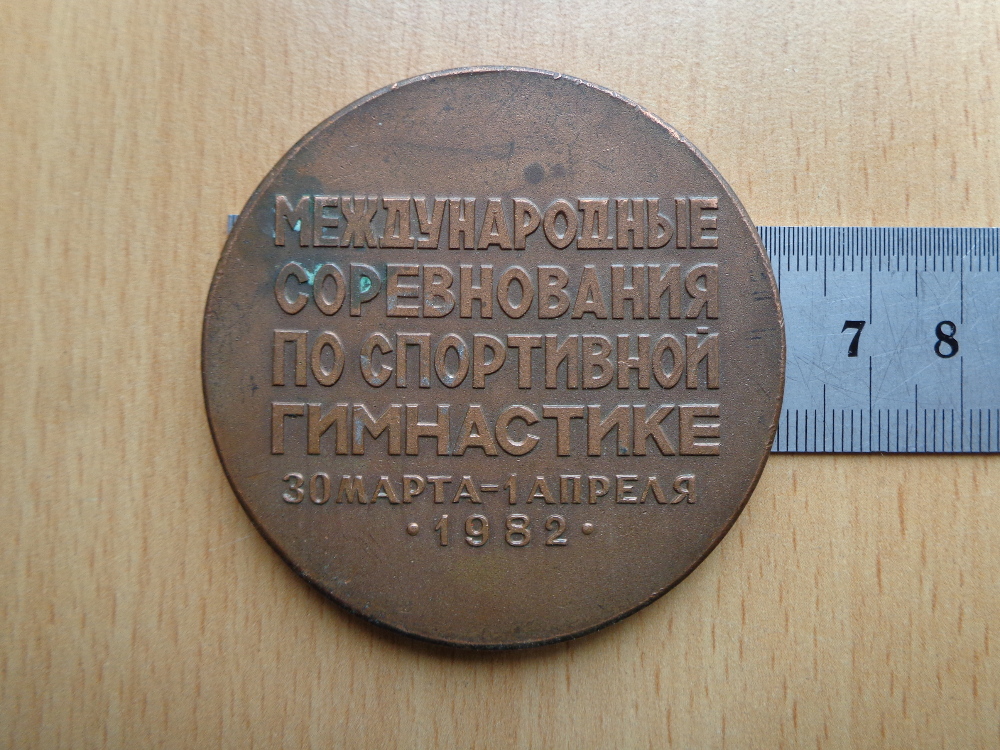 МЕЖДУНАРОДНЫЕ
СОРЕВНОВАНИЯ
ПО СПОРТИВНОЙ
ГИМНАСТИКЕ
30 МАРТА-1 АПРЕЛЯ
·1982·
7 8